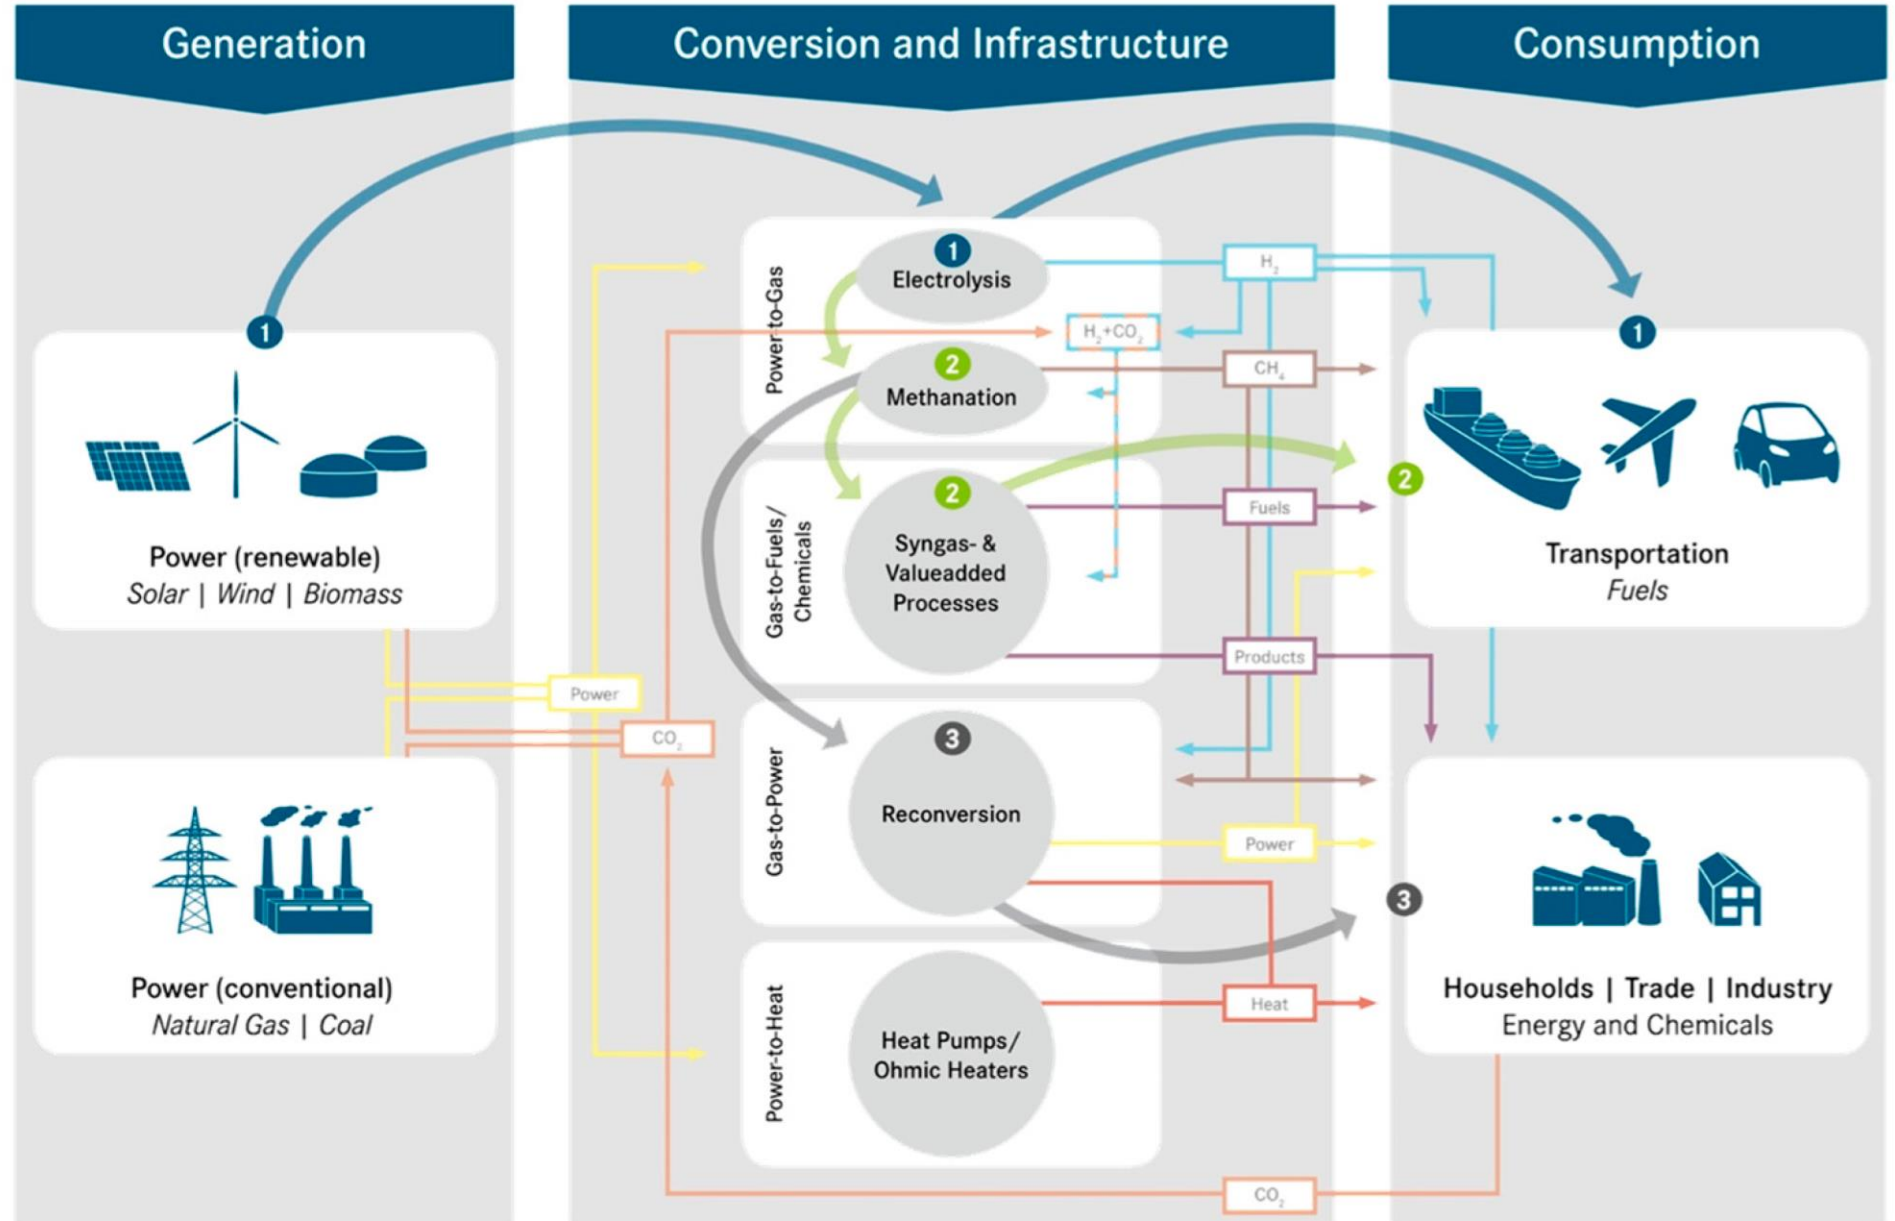 Generation
Conversion and Infrastructure
Consumption
1
Power (renewable)
Solar | Wind | Biomass
Power (conventional)
Natural Gas | Coal
Power
CO₂
Power-to-Gas
1
Electrolysis
H₂+CO₂
2
Methanation
Gas-to-Fuels/
Chemicals
2
Syngas- &
Valueadded
Processes
Gas-to-Power
3
Reconversion
Power-to-Heat
Heat Pumps/
Ohmic Heaters
H₂
CH₄
Fuels
Products
Power
Heat
CO₂
1
2
Transportation
Fuels
3
Households | Trade | Industry
Energy and Chemicals